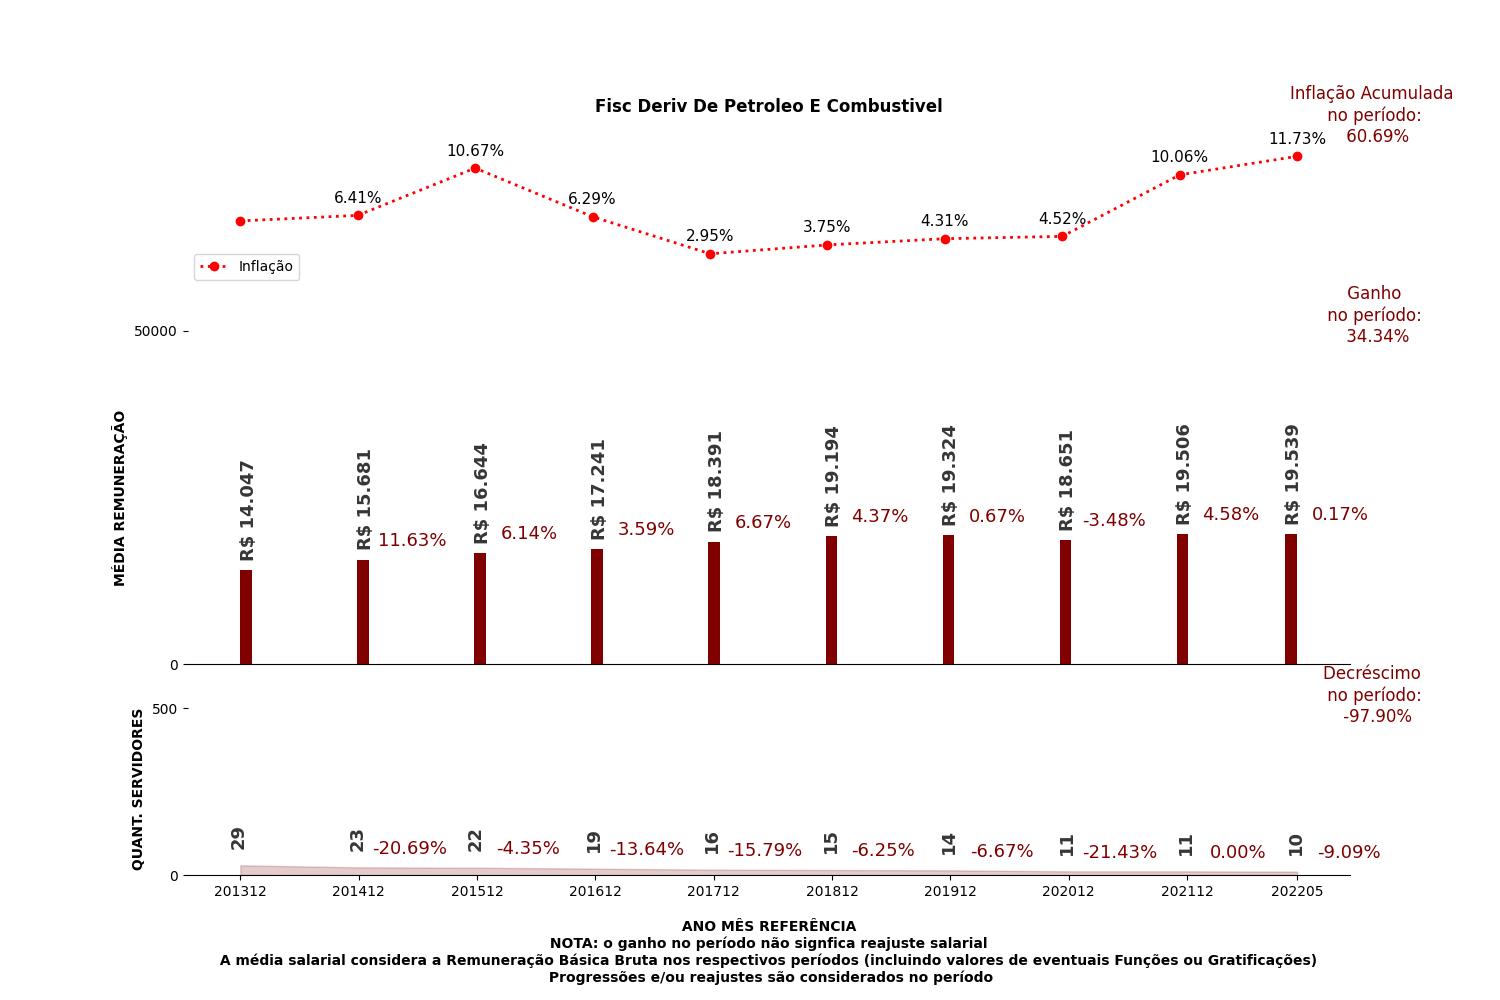 Fisc Deriv De Petroleo E Combustivel
Inflação Acumulada
no período:
60.69%
6.41%
10.67%
6.29%
2.95%
3.75%
4.31%
4.52%
10.06%
11.73%
Inflação
Ganho
no período:
34.34%
50000
0
MÉDIA REMUNERAÇÃO
R$ 14.047
R$ 15.681
R$ 16.644
R$ 17.241
R$ 18.391
R$ 19.194
R$ 19.324
R$ 18.651
R$ 19.506
R$ 19.539
11.63%
6.14%
3.59%
6.67%
4.37%
0.67%
-3.48%
4.58%
0.17%
Decréscimo
no período:
-97.90%
500
0
QUANT. SERVIDORES
29
23
22
19
16
15
14
11
11
10
-20.69%
-4.35%
-13.64%
-15.79%
-6.25%
-6.67%
-21.43%
0.00%
-9.09%
201312
201412
201512
201612
201712
201812
201912
202012
202112
202205
ANO MÊS REFERÊNCIA
NOTA: o ganho no período não signfica reajuste salarial
A média salarial considera a Remuneração Básica Bruta nos respectivos períodos (incluindo valores de eventuais Funções ou Gratificações)
Progressões e/ou reajustes são considerados no período